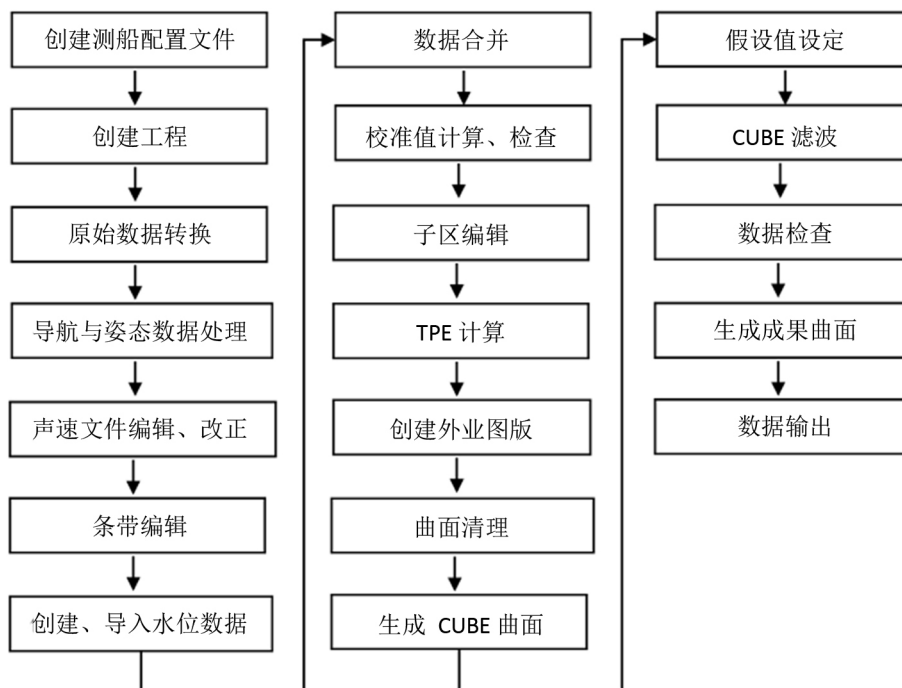 创建测船配置文件
创建工程
原始数据转换
导航与姿态数据处理
声速文件编辑、改正
条带编辑
创建、导入水位数据
数据合并
校准值计算、检查
子区编辑
TPE 计算
创建外业图版
曲面清理
生成 CUBE 曲面
假设值设定
CUBE 滤波
数据检查
生成成果曲面
数据输出